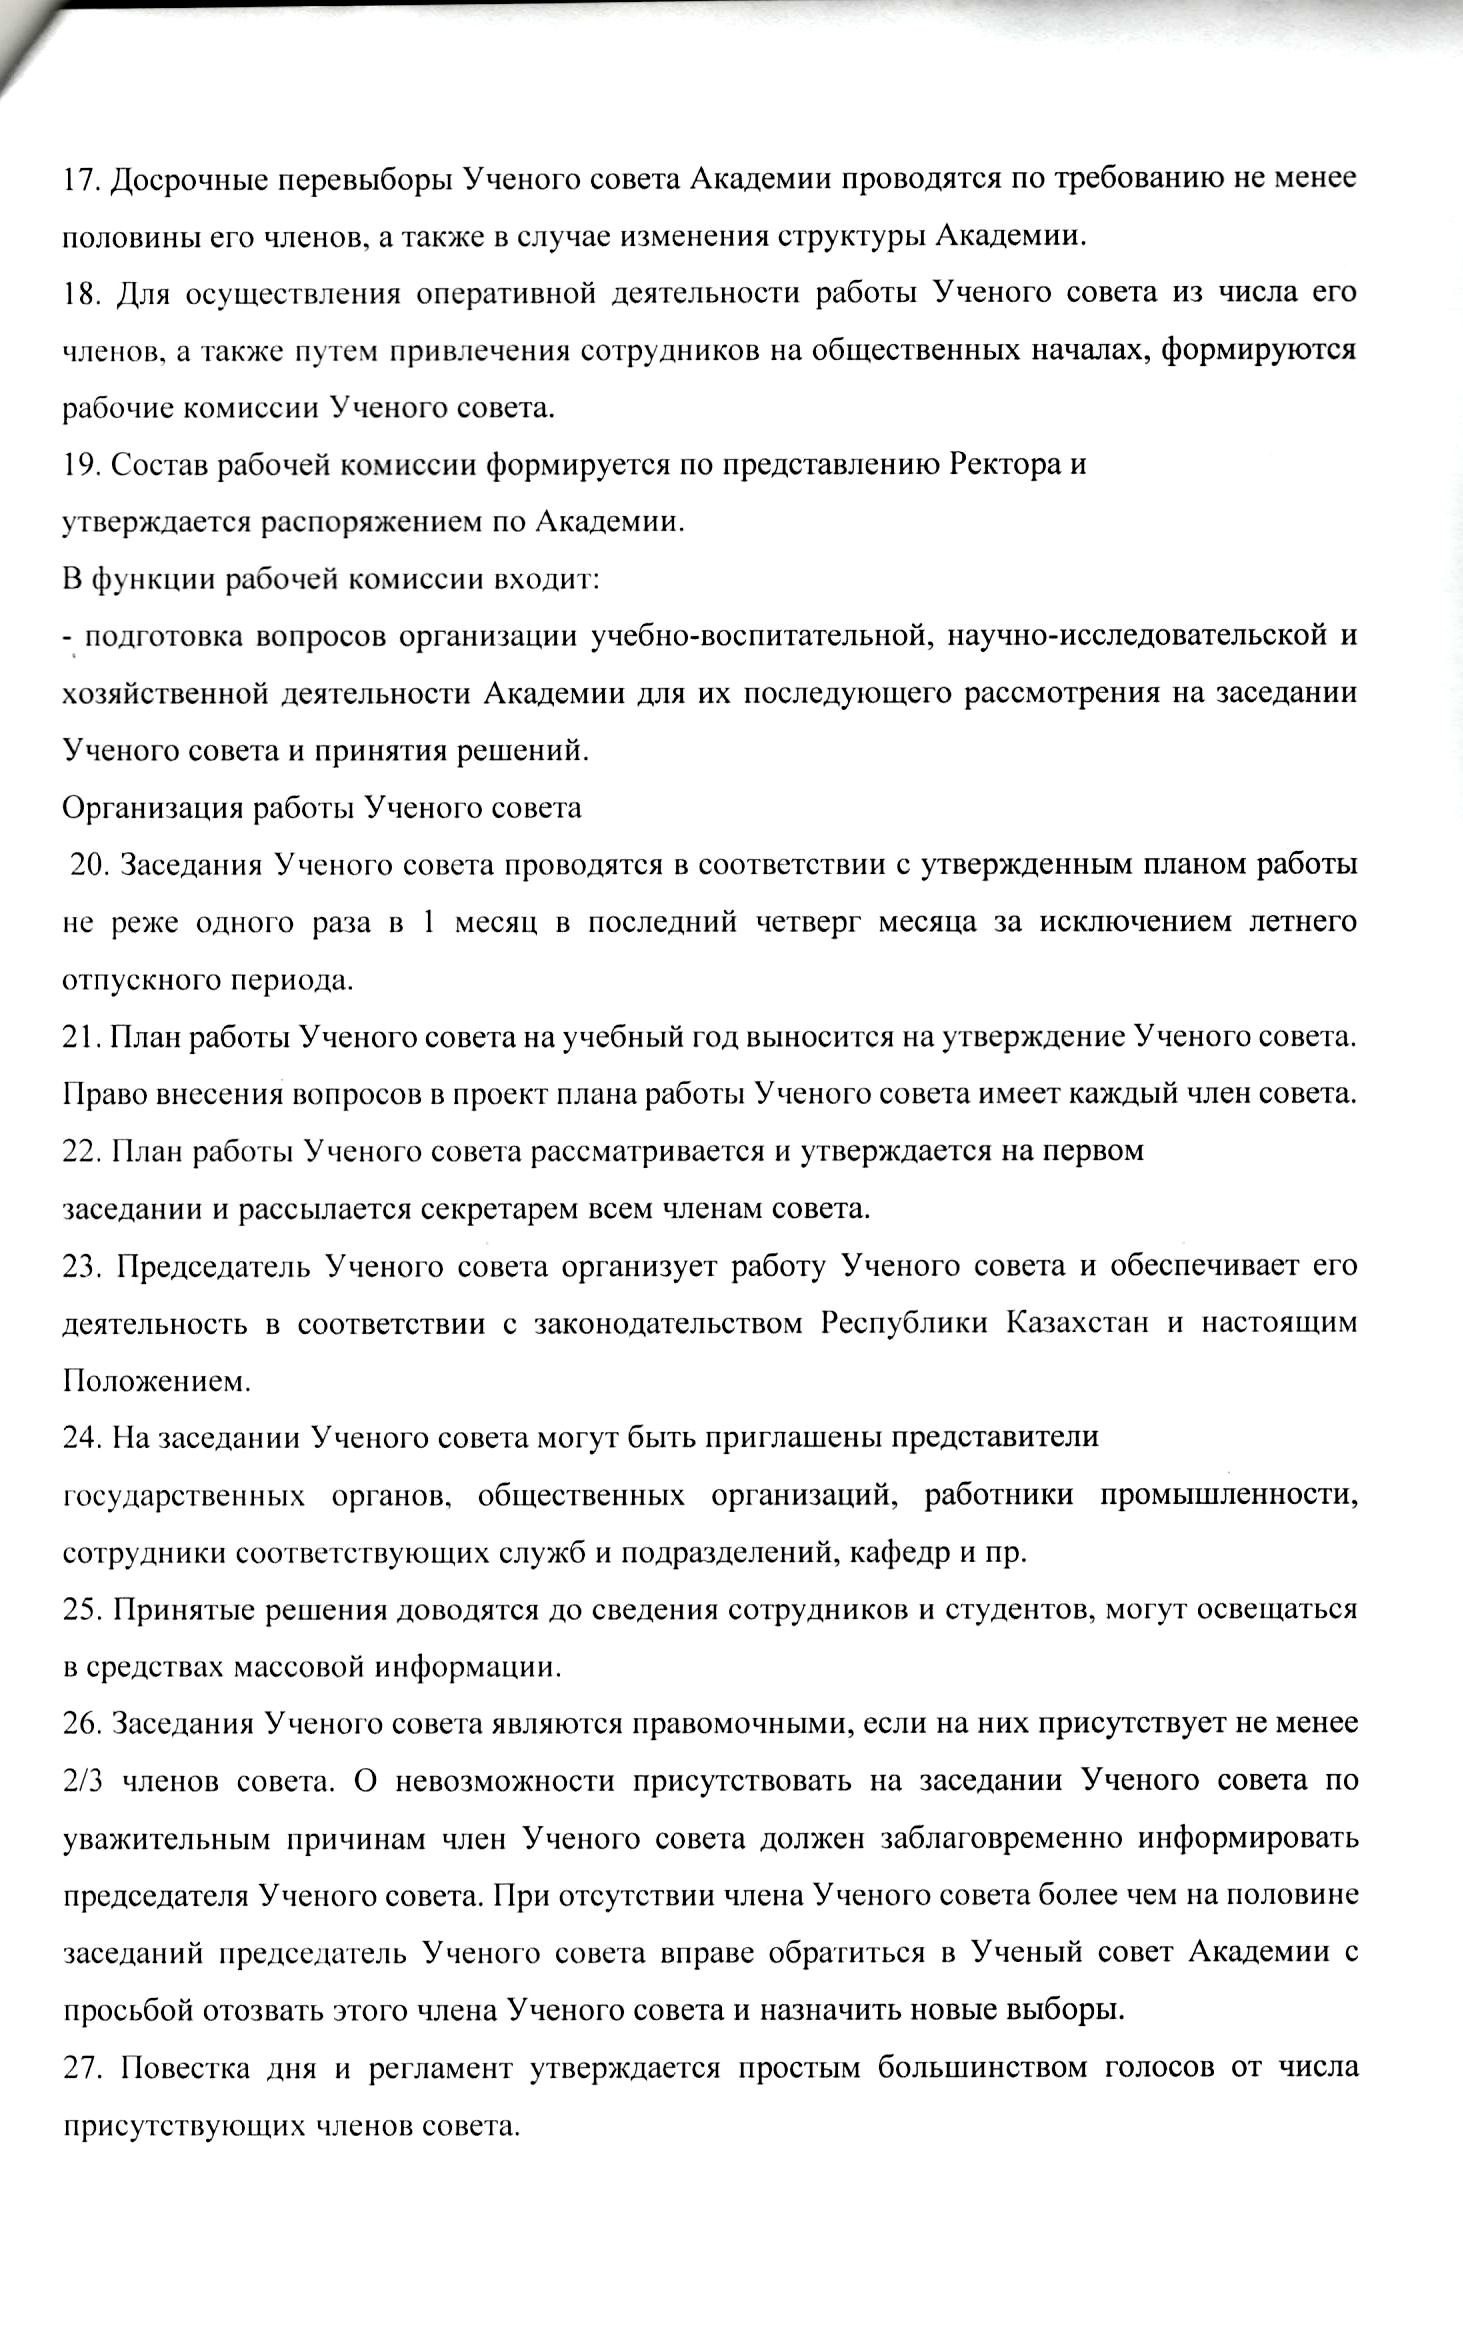 17. Досрочные перевыборы Ученого совета Академии проводятся по требованию не менее
половины его членов, а также в случае изменения структуры Академии.
18. Для осуществления оперативной деятельности работы Ученого совета из числа его
членов, а также путем привлечения сотрудников на общественных началах, формируются
рабочие комиссии Ученого совета.
19. Состав рабочей комиссии формируется по представлению Ректора и
утверждается распоряжением по Академии.
В функции рабочей комиссии входит:
- подготовка вопросов организации учебно-воспитательной, научно-исследовательской и
хозяйственной деятельности Академии для их последующего рассмотрения на заседании
Ученого совета и принятия решений.
Организация работы Ученого совета
20. Заседания Ученого совета проводятся в соответствии с утвержденным планом работы
не реже одного раза в 1 месяц в последний четверг месяца за исключением летнего
отпускного периода.
21. План работы Ученого совета на учебный год выносится на утверждение Ученого совета.
Право внесения вопросов в проект плана работы Ученого совета имеет каждый член совета.
22. План работы Ученого совета рассматривается и утверждается на первом
заседании и рассылается секретарем всем членам совета.
23. Председатель Ученого совета организует работу Ученого совета и обеспечивает его
деятельность в соответствии с законодательством Республики Казахстан и настоящим
Положением.
24. На заседании Ученого совета могут быть приглашены представители
государственных органов, общественных организаций, работники промышленности,
сотрудники соответствующих служб и подразделений, кафедр и пр.
25. Принятые решения доводятся до сведения сотрудников и студентов, могут освещаться
в средствах массовой информации.
26. Заседания Ученого совета являются правомочными, если на них присутствует не менее
2/3 членов совета. О невозможности присутствовать на заседании Ученого совета по
уважительным причинам член Ученого совета должен заблаговременно информировать
председателя Ученого совета. При отсутствии члена Ученого совета более чем на половине
заседаний председатель Ученого совета вправе обратиться в Ученый совет Академии с
просьбой отозвать этого члена Ученого совета и назначить новые выборы.
27. Повестка дня и регламент утверждается простым большинством голосов от числа
присутствующих членов совета.